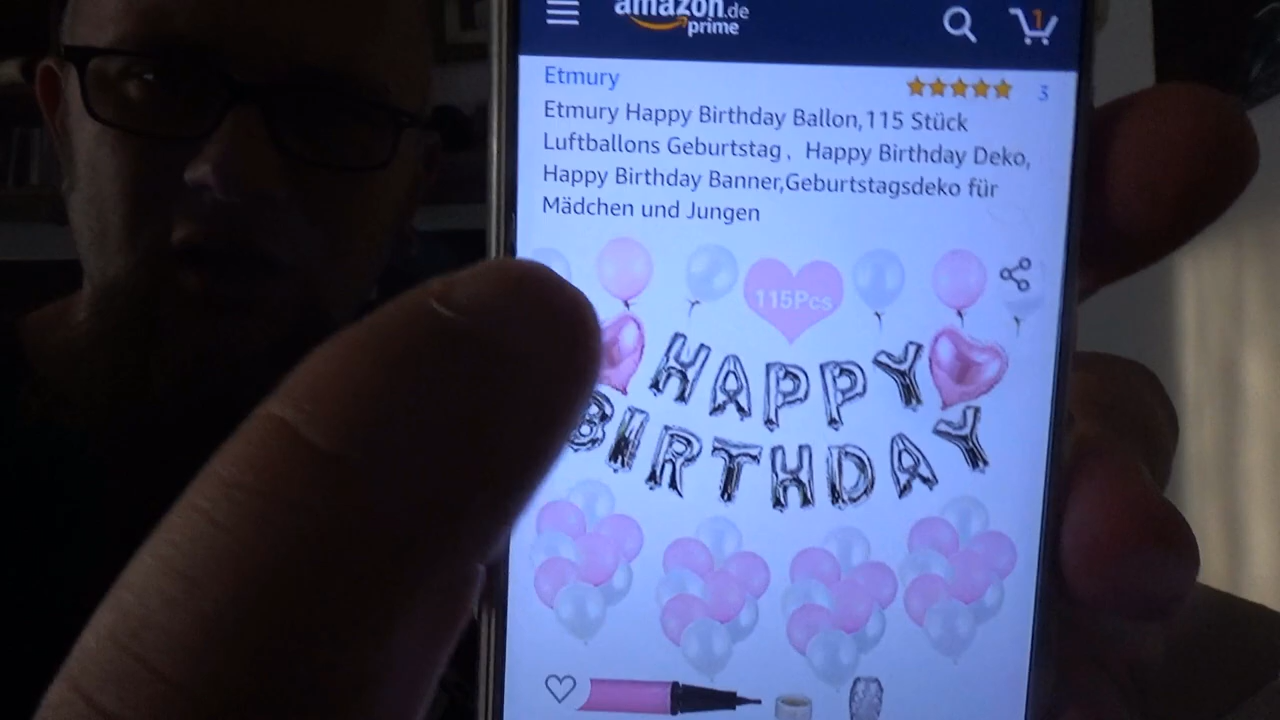 amazon.de
prime
1
Etmury
3
Etmury Happy Birthday Ballon,115 Stück
Luftballons Geburtstag, Happy Birthday Deko,
Happy Birthday Banner,Geburtstagsdeko für
Mädchen und Jungen
115Pcs
HAPPY
BIRTHDAY